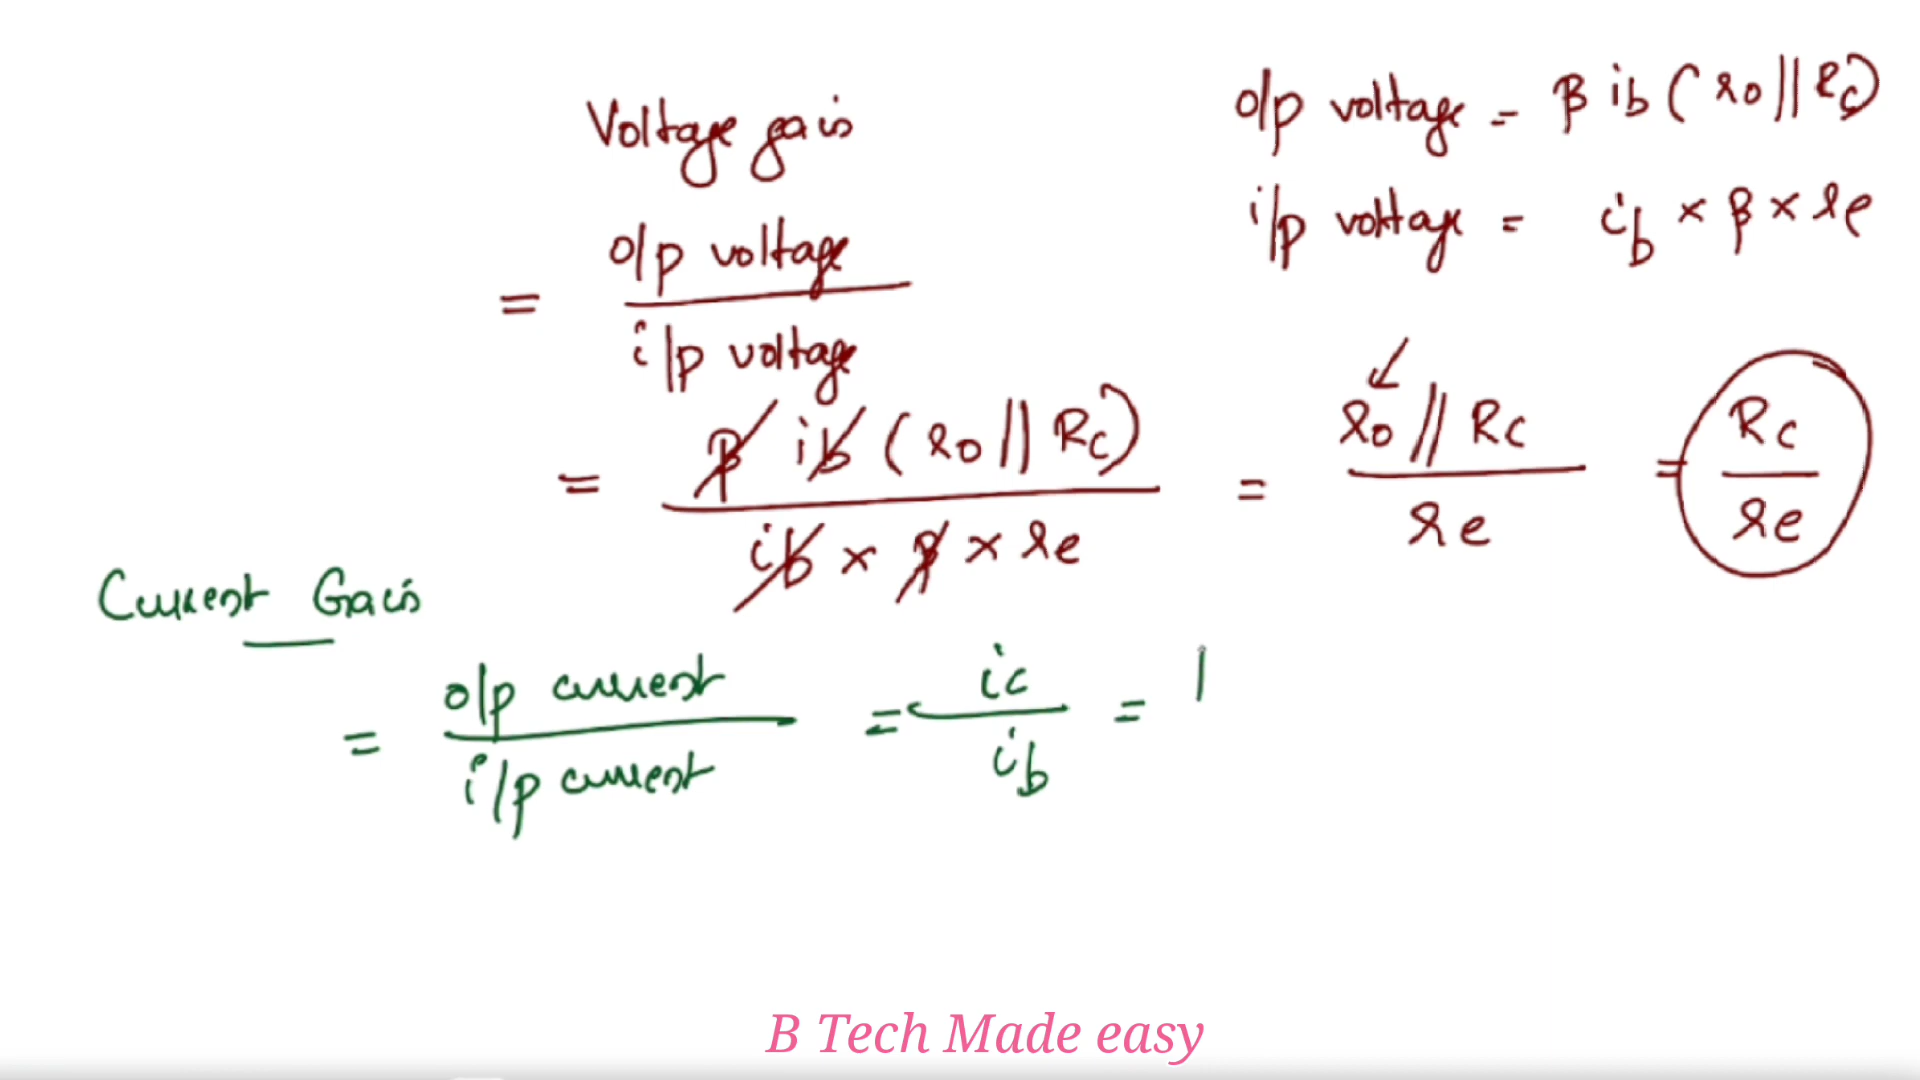 Voltage gain
= o/p voltage / i/p voltage
o/p voltage = β ib ( ro || Rc )
i/p voltage = ib × β × re
= β ib ( ro || Rc ) / ib × β × re = ro // Rc / re = Rc / re
Current Gain
= o/p current / i/p current = ic / ib = 
B Tech Made easy